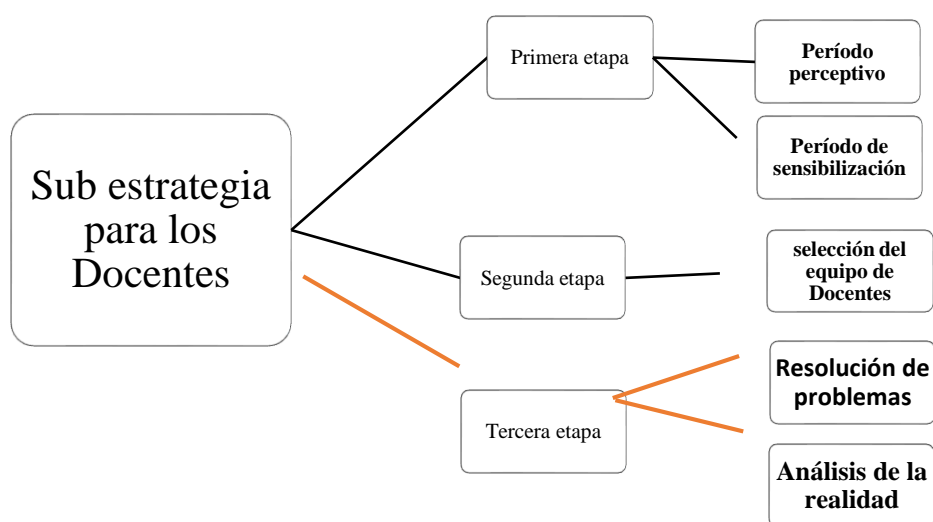 Sub estrategia
para los
Docentes
Primera etapa
Período
perceptivo
Período de
sensibilización
Segunda etapa
selección del
equipo de
Docentes
Tercera etapa
Resolución de
problemas
Análisis de la
realidad